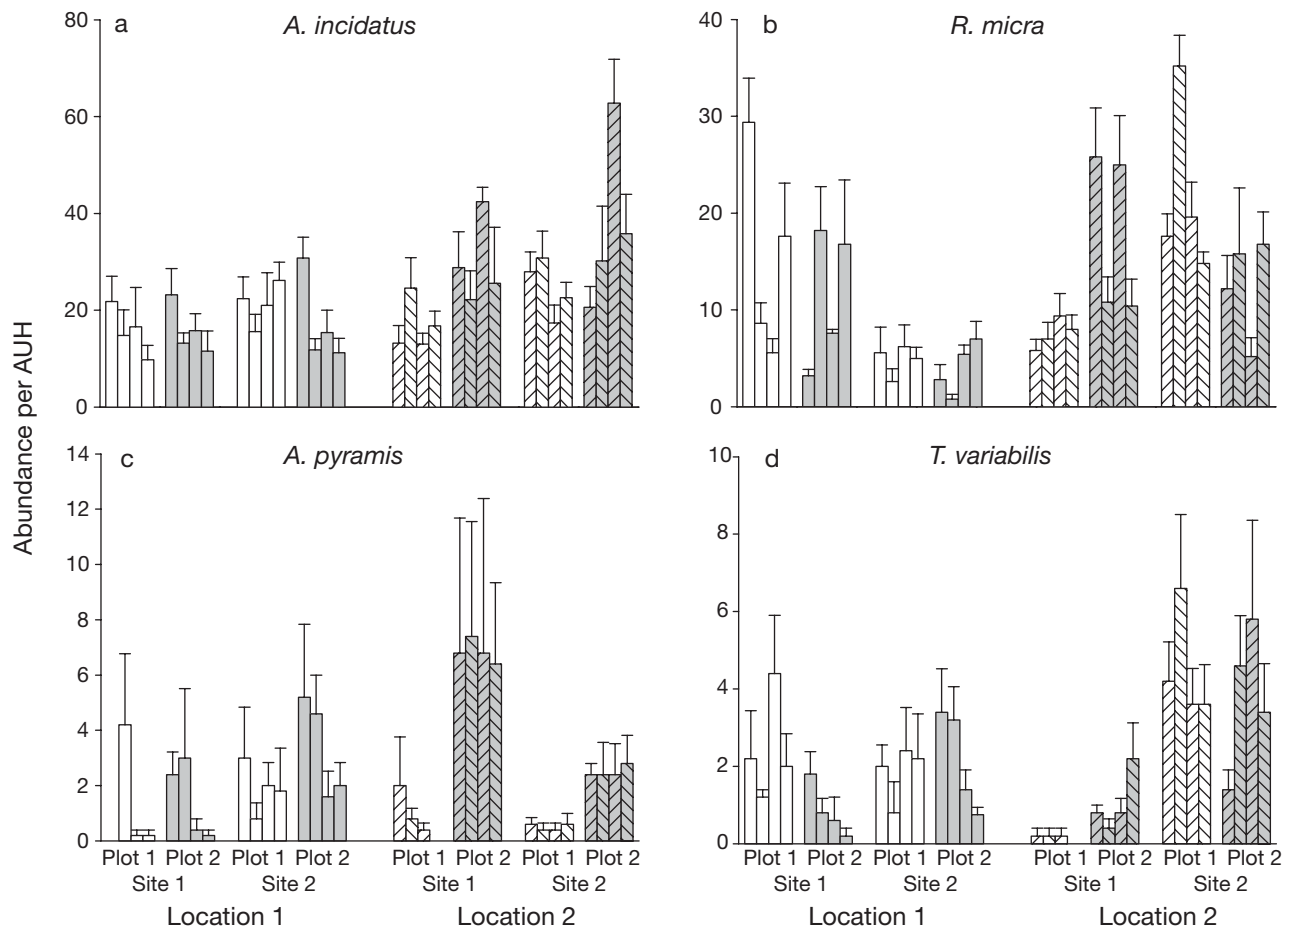 a
A. incidatus
80
60
40
20
0
b
R. micra
40
30
20
10
0
Abundance per AUH
c
A. pyramis
14
12
10
8
6
4
2
0
d
T. variabilis
10
8
6
4
2
0
Plot 1 Plot 2 Plot 1 Plot 2 Plot 1 Plot 2 Plot 1 Plot 2
Site 1 Site 2 Site 1 Site 2
Location 1 Location 2
Plot 1 Plot 2 Plot 1 Plot 2 Plot 1 Plot 2 Plot 1 Plot 2
Site 1 Site 2 Site 1 Site 2
Location 1 Location 2